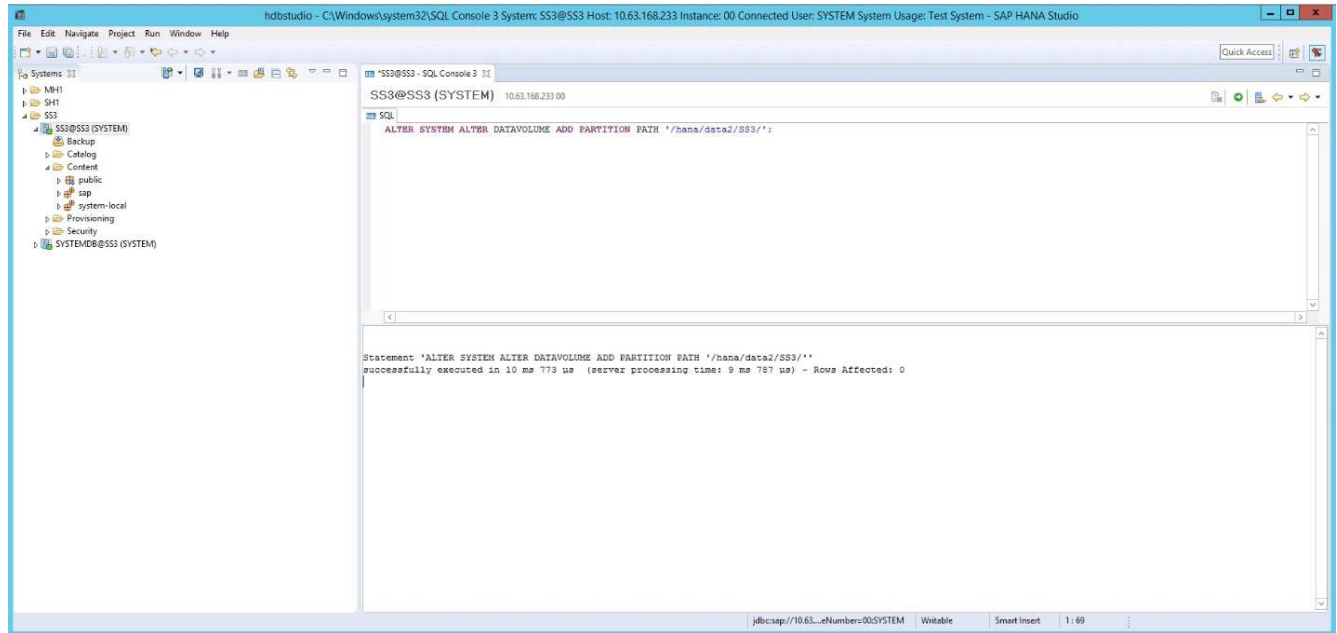 hdbstudio - C:\Windows\system32\SQL Console 3 System: SS3@SS3 Host: 10.63.168.233 Instance: 00 Connected User: SYSTEM System Usage: Test System - SAP HANA Studio
File Edit Navigate Project Run Window Help
Quick Access
Systems
MH1
SH1
SS3
SS3@SS3 (SYSTEM)
Backup
Catalog
Content
public
sap
system-local
Provisioning
Security
SYSTEMDB@SS3 (SYSTEM)
*SS3@SS3 - SQL Console 3
SS3@SS3 (SYSTEM) 10.63.168.233 00
SQL
ALTER SYSTEM ALTER DATAVOLUME ADD PARTITION PATH '/hana/data2/SS3/';
Statement 'ALTER SYSTEM ALTER DATAVOLUME ADD PARTITION PATH '/hana/data2/SS3/''
successfully executed in 10 ms 773 µs (server processing time: 9 ms 787 µs) - Rows Affected: 0
jdbc:sap://10.63....eNumber=00:SYSTEM Writable Smart Insert 1 : 69